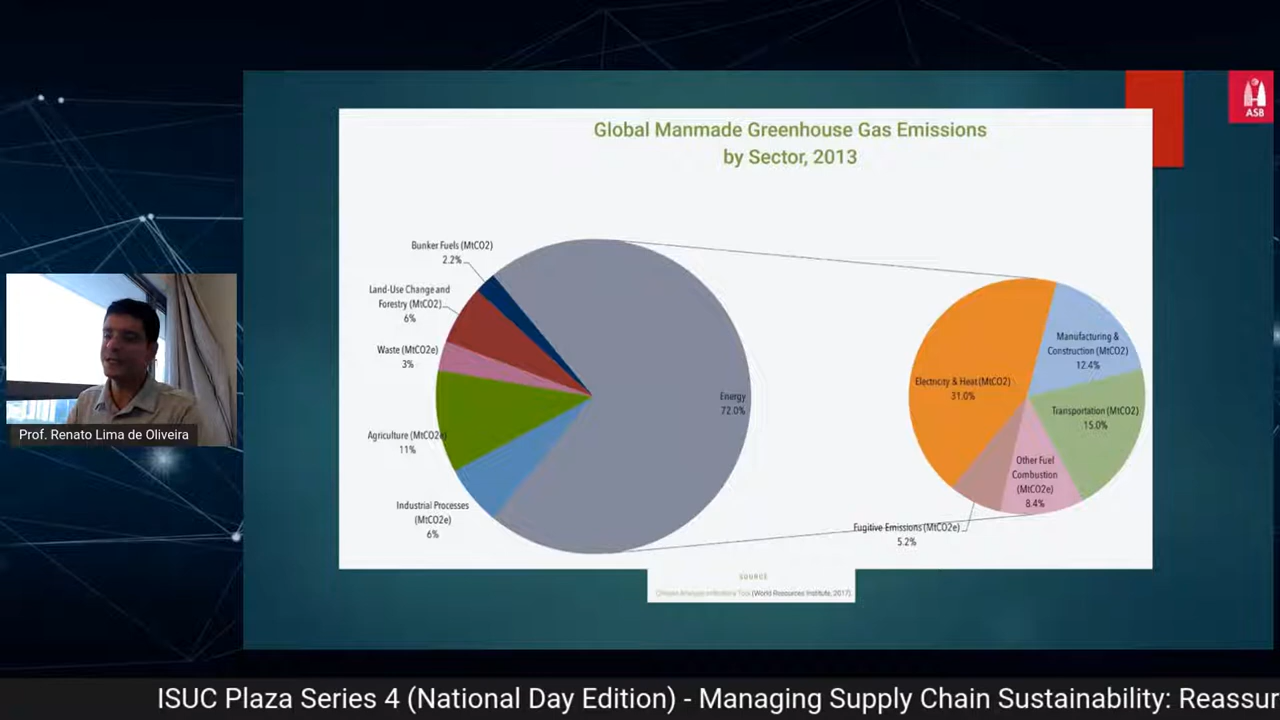 ASB
Global Manmade Greenhouse Gas Emissions
by Sector, 2013
Bunker Fuels (MtCO2)
2.2%
Land-Use Change and
Forestry (MtCO2)
6%
Waste (MtCO2e)
3%
Agriculture (MtCO2e)
11%
Industrial Processes
(MtCO2e)
6%
Energy
72.0%
Electricity & Heat (MtCO2)
31.0%
Manufacturing &
Construction (MtCO2)
12.4%
Transportation (MtCO2)
15.0%
Other Fuel
Combustion
(MtCO2e)
8.4%
Fugitive Emissions (MtCO2e)
5.2%
SOURCE
Climate Analysis Indicators Tool (World Resources Institute, 2017).
Prof. Renato Lima de Oliveira
ISUC Plaza Series 4 (National Day Edition) - Managing Supply Chain Sustainability: Reassur